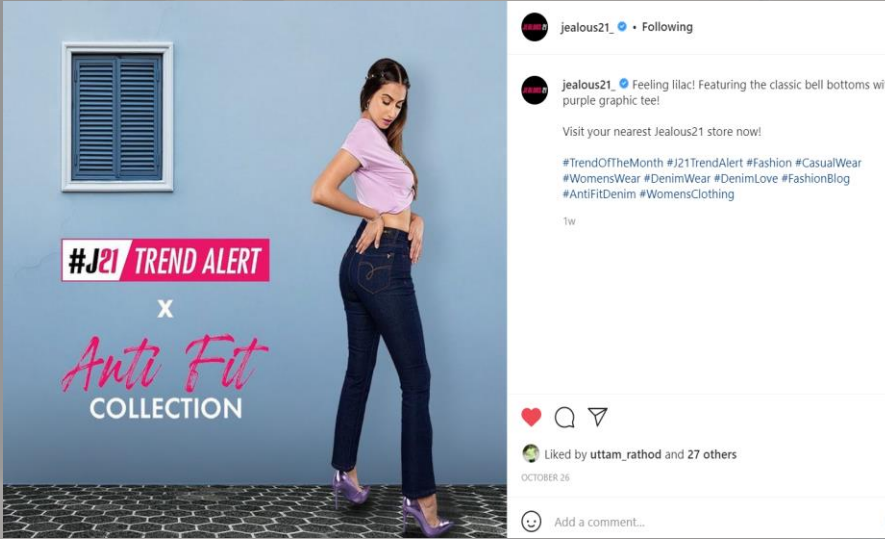 #J21 TREND ALERT
X
Anti Fit
COLLECTION
jealous21_ • Following
jealous21_ Feeling lilac! Featuring the classic bell bottoms wi
purple graphic tee!
Visit your nearest Jealous21 store now!
#TrendOfTheMonth #J21TrendAlert #Fashion #CasualWear
#WomensWear #DenimWear #DenimLove #FashionBlog
#AntiFitDenim #WomensClothing
1w
Liked by uttam_rathod and 27 others
OCTOBER 26
Add a comment...